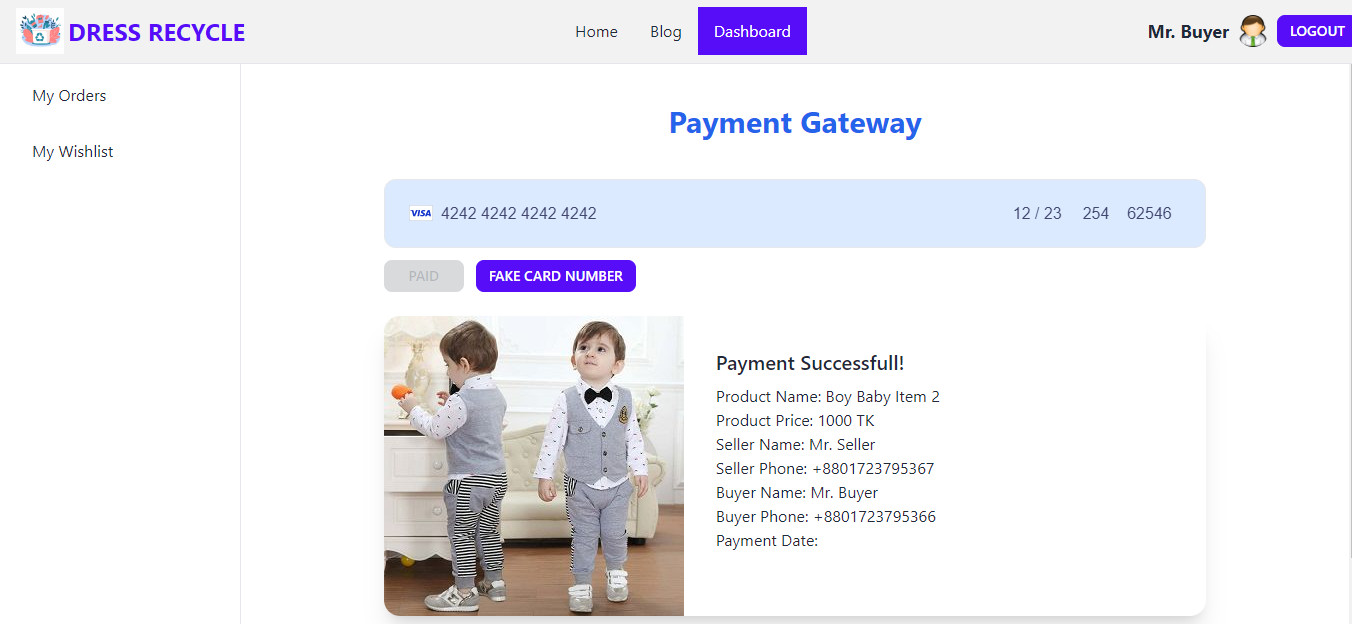 DRESS RECYCLE
Home Blog Dashboard
Mr. Buyer
LOGOUT
My Orders
My Wishlist
Payment Gateway
VISA 4242 4242 4242 4242 12 / 23 254 62546
PAID
FAKE CARD NUMBER
Payment Successfull!
Product Name: Boy Baby Item 2
Product Price: 1000 TK
Seller Name: Mr. Seller
Seller Phone: +8801723795367
Buyer Name: Mr. Buyer
Buyer Phone: +8801723795366
Payment Date: